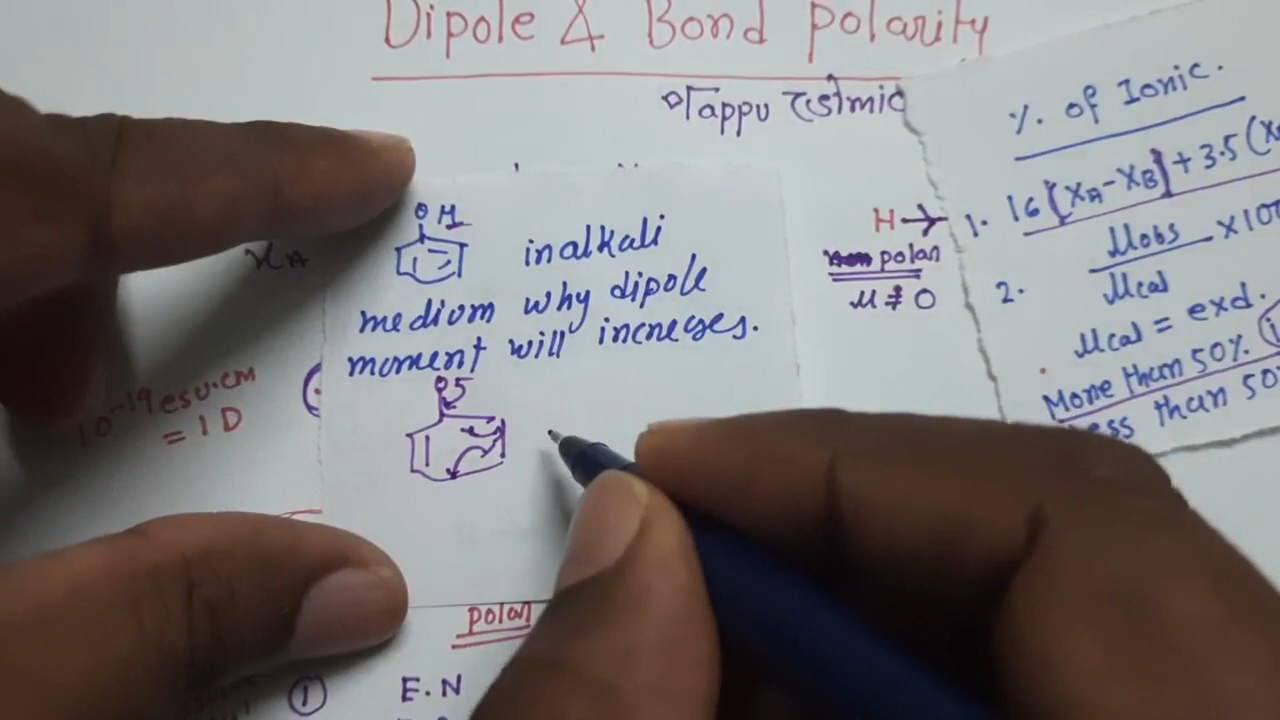 Dipole & Bond polarity
% of Ionic.
1. 16 [XA-XB] + 3.5 (X
2. μobs × 100
μcal
μcal = exd.
More than 50%
less than 50%
H
polar
μ ≠ 0
OH
in alkali
medium why dipole
moment will increases.
XA
10-19 esu.cm
= 1 D
polar
① E.N